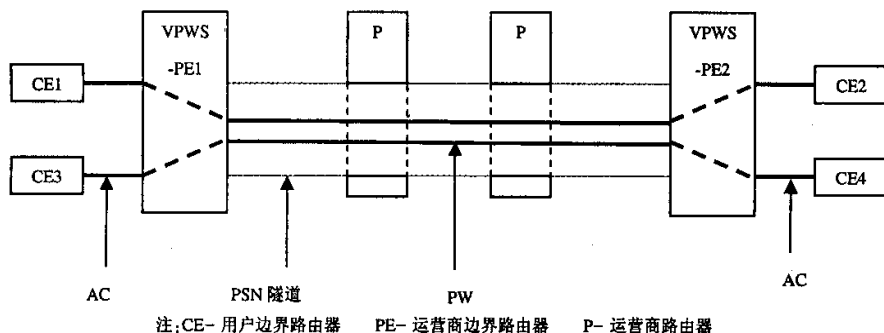 VPWS
-PE1
P
P
VPWS
-PE2
CE1
CE2
CE3
CE4
AC
PSN 隧道
PW
AC
注:CE- 用户边界路由器 PE- 运营商边界路由器 P- 运营商路由器